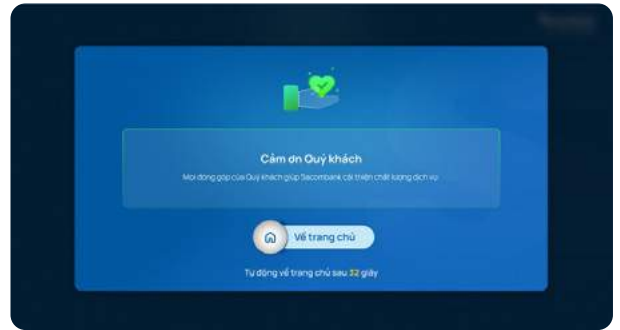 Cảm ơn Quý khách
Mọi đóng góp của Quý khách giúp Sacombank cải thiện chất lượng dịch vụ
Về trang chủ
Tự động về trang chủ sau 32 giây